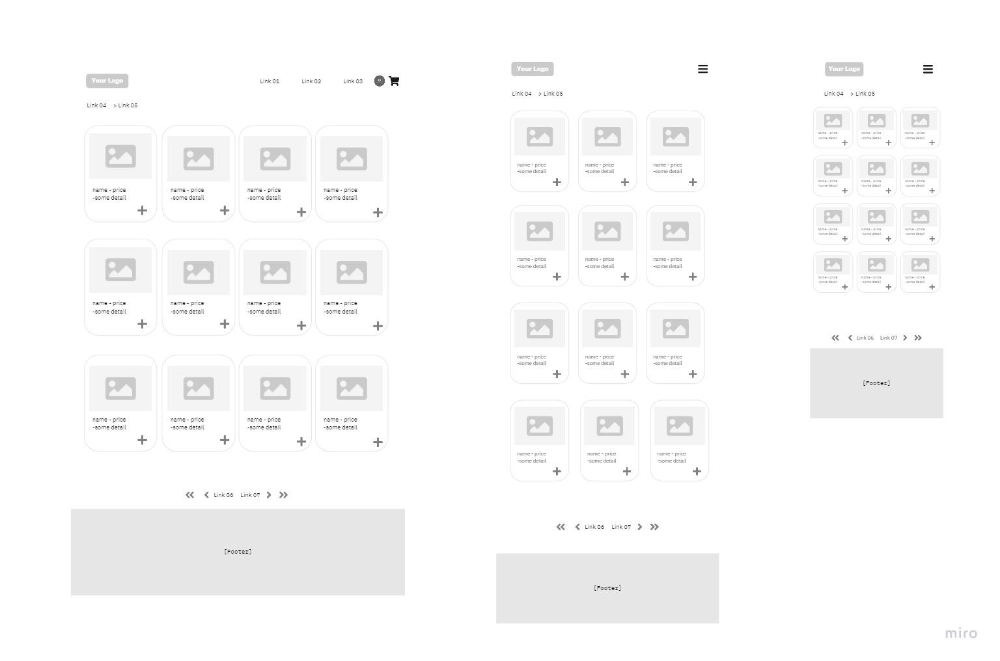 Your Logo
Link 01
Link 02
Link 03
Link 04 > Link 05
name - price
-some detail
name - price
-some detail
name - price
-some detail
name - price
-some detail
name - price
-some detail
name - price
-some detail
name - price
-some detail
name - price
-some detail
name - price
-some detail
name - price
-some detail
name - price
-some detail
name - price
-some detail
Link 06
Link 07
[Footer]
Your Logo
Link 04 > Link 05
name - price
-some detail
name - price
-some detail
name - price
-some detail
name - price
-some detail
name - price
-some detail
name - price
-some detail
name - price
-some detail
name - price
-some detail
name - price
-some detail
name - price
-some detail
name - price
-some detail
name - price
-some detail
Link 06
Link 07
[Footer]
Your Logo
Link 04 > Link 05
name - price
-some detail
name - price
-some detail
name - price
-some detail
name - price
-some detail
name - price
-some detail
name - price
-some detail
name - price
-some detail
name - price
-some detail
name - price
-some detail
name - price
-some detail
name - price
-some detail
name - price
-some detail
Link 06
Link 07
[Footer]
miro